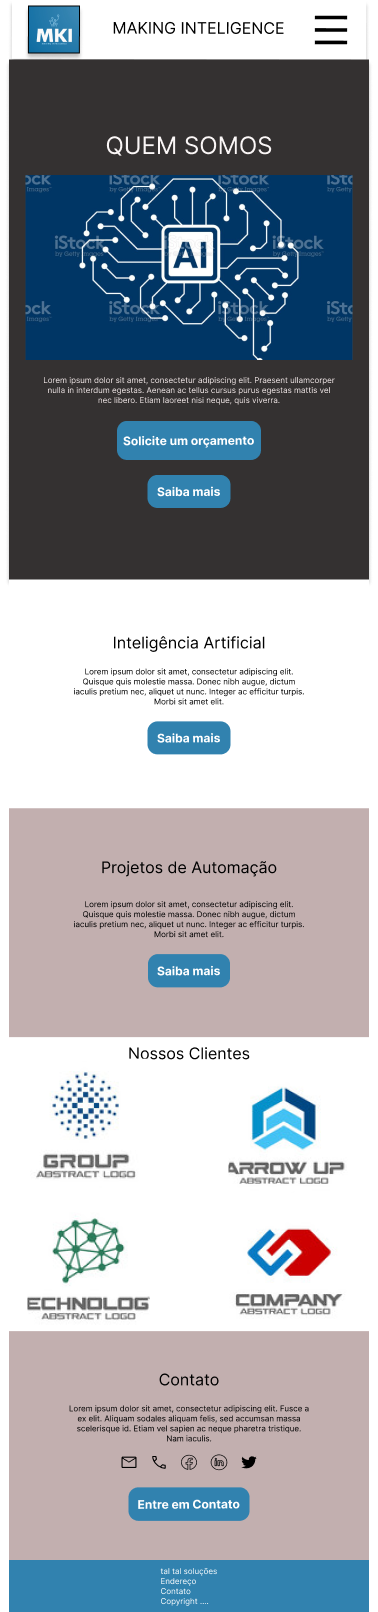 MKI
MAKING INTELIGENCE
QUEM SOMOS
iStock
by Getty Images
AI
Lorem ipsum dolor sit amet, consectetur adipiscing elit. Praesent ullamcorper
nulla in interdum egestas. Aenean ac tellus cursus purus egestas mattis vel
nec libero. Etiam laoreet nisi neque, quis viverra.
Solicite um orçamento
Saiba mais
Inteligência Artificial
Lorem ipsum dolor sit amet, consectetur adipiscing elit.
Quisque quis molestie massa. Donec nibh augue, dictum
iaculis pretium nec, aliquet ut nunc. Integer ac efficitur turpis.
Morbi sit amet elit.
Saiba mais
Projetos de Automação
Lorem ipsum dolor sit amet, consectetur adipiscing elit.
Quisque quis molestie massa. Donec nibh augue, dictum
iaculis pretium nec, aliquet ut nunc. Integer ac efficitur turpis.
Morbi sit amet elit.
Saiba mais
Nossos Clientes
GROUP
ABSTRACT LOGO
ARROW UP
ABSTRACT LOGO
ECHNOLOG
ABSTRACT LOGO
COMPANY
ABSTRACT LOGO
Contato
Lorem ipsum dolor sit amet, consectetur adipiscing elit. Fusce a
ex elit. Aliquam sodales aliquam felis, sed accumsan massa
scelerisque id. Etiam vel sapien ac neque pharetra tristique.
Nam iaculis.
Entre em Contato
tal tal soluções
Endereço
Contato
Copyright ....